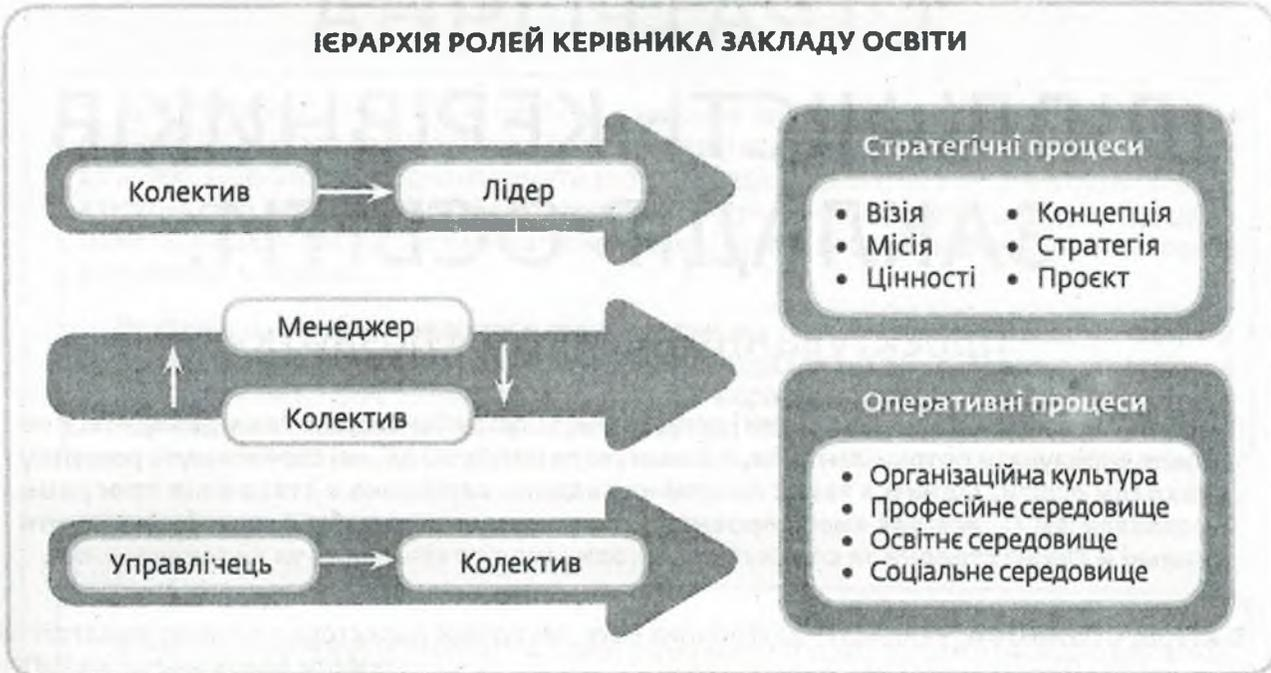 ІЄРАРХІЯ РОЛЕЙ КЕРІВНИКА ЗАКЛАДУ ОСВІТИ
Колектив
Лідер
Менеджер
Колектив
Управлінець
Колектив
Стратегічні процеси
• Візія
• Місія
• Цінності
• Концепція
• Стратегія
• Проєкт
Оперативні процеси
• Організаційна культура
• Професійне середовище
• Освітнє середовище
• Соціальне середовище